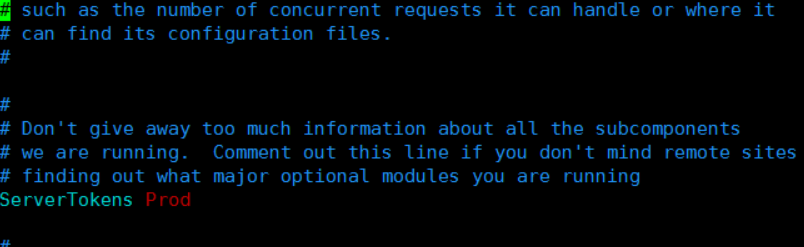 # such as the number of concurrent requests it can handle or where it
# can find its configuration files.
#
#
# Don't give away too much information about all the subcomponents
# we are running.  Comment out this line if you don't mind remote sites
# finding out what major optional modules you are running
ServerTokens Prod
#